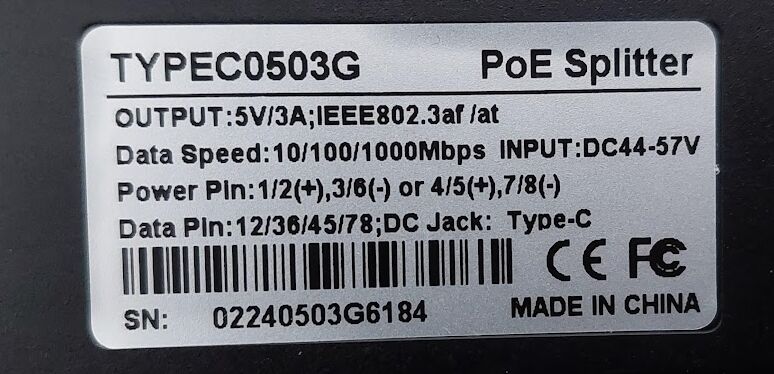 TYPEC0503G PoE Splitter
OUTPUT:5V/3A;IEEE802.3af /at
Data Speed:10/100/1000Mbps INPUT:DC44-57V
Power Pin:1/2(+),3/6(-) or 4/5(+),7/8(-)
Data Pin:12/36/45/78;DC Jack: Type-C
CE FC
SN: 02240503G6184 MADE IN CHINA